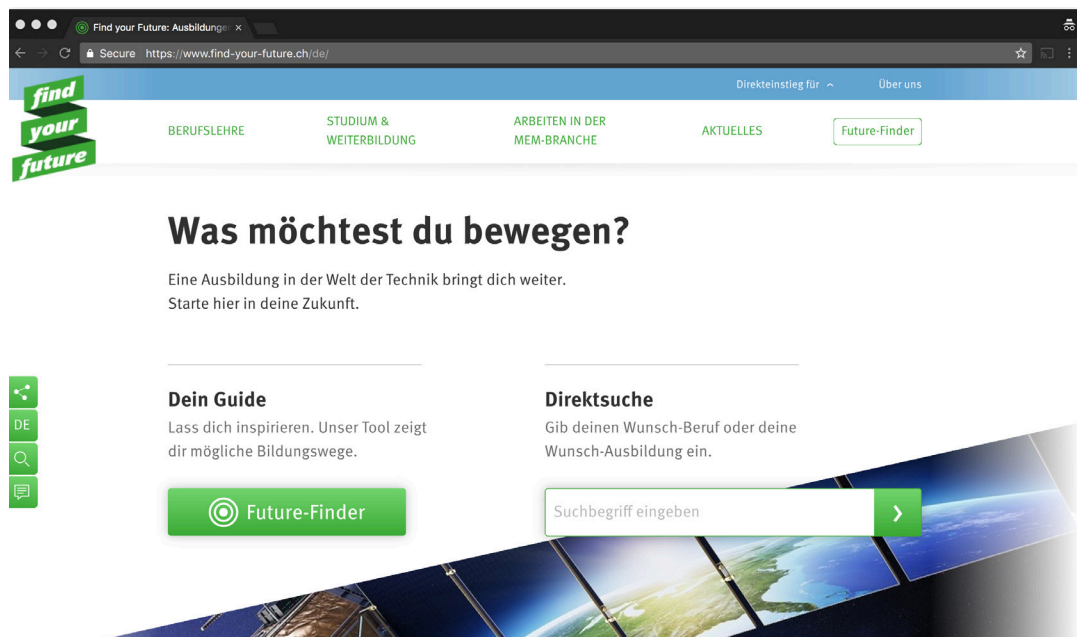 Find your Future: Ausbildunge
Secure https://www.find-your-future.ch/de/
find
your
future
Direkteinstieg für
Über uns
BERUFSLEHRE
STUDIUM &
WEITERBILDUNG
ARBEITEN IN DER
MEM-BRANCHE
AKTUELLES
Future-Finder
Was möchtest du bewegen?
Eine Ausbildung in der Welt der Technik bringt dich weiter.
Starte hier in deine Zukunft.
Dein Guide
Lass dich inspirieren. Unser Tool zeigt
dir mögliche Bildungswege.
Future-Finder
Direktsuche
Gib deinen Wunsch-Beruf oder deine
Wunsch-Ausbildung ein.
Suchbegriff eingeben
DE